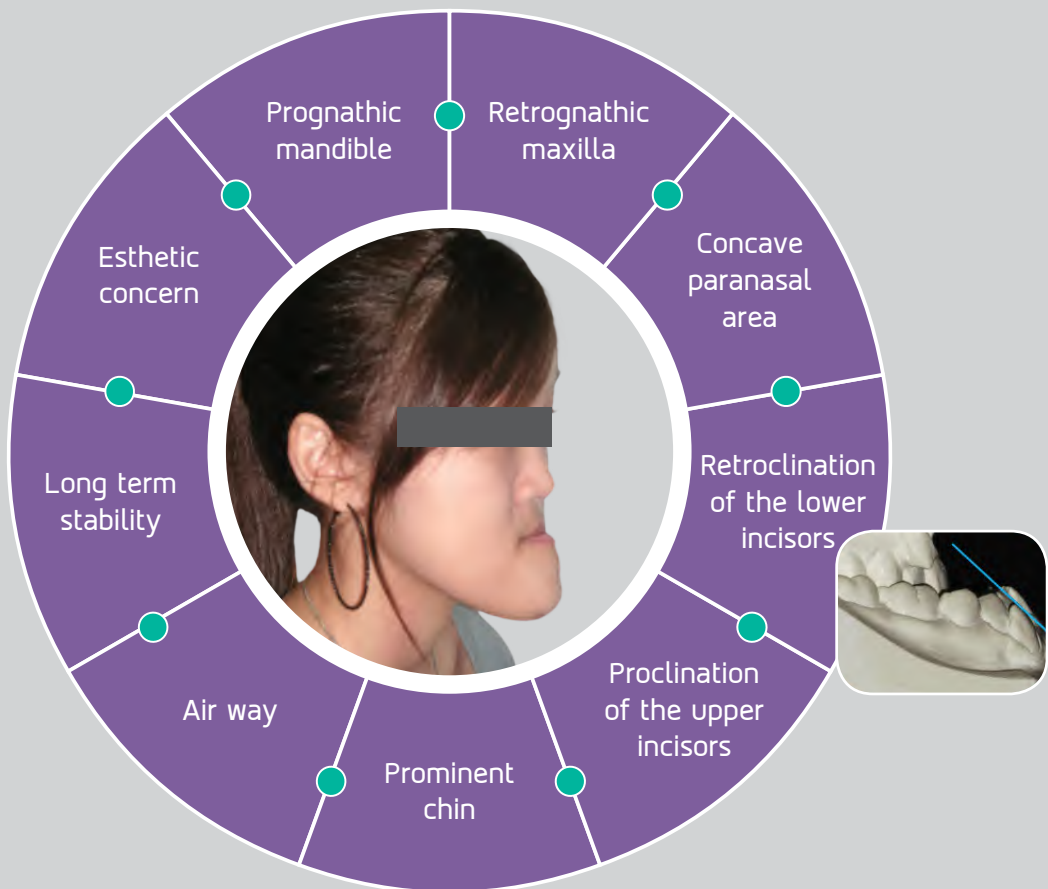 Prognathic
mandible
Retrognathic
maxilla
Concave
paranasal
area
Retroclination
of the lower
incisors
Proclination
of the upper
incisors
Prominent
chin
Air way
Long term
stability
Esthetic
concern